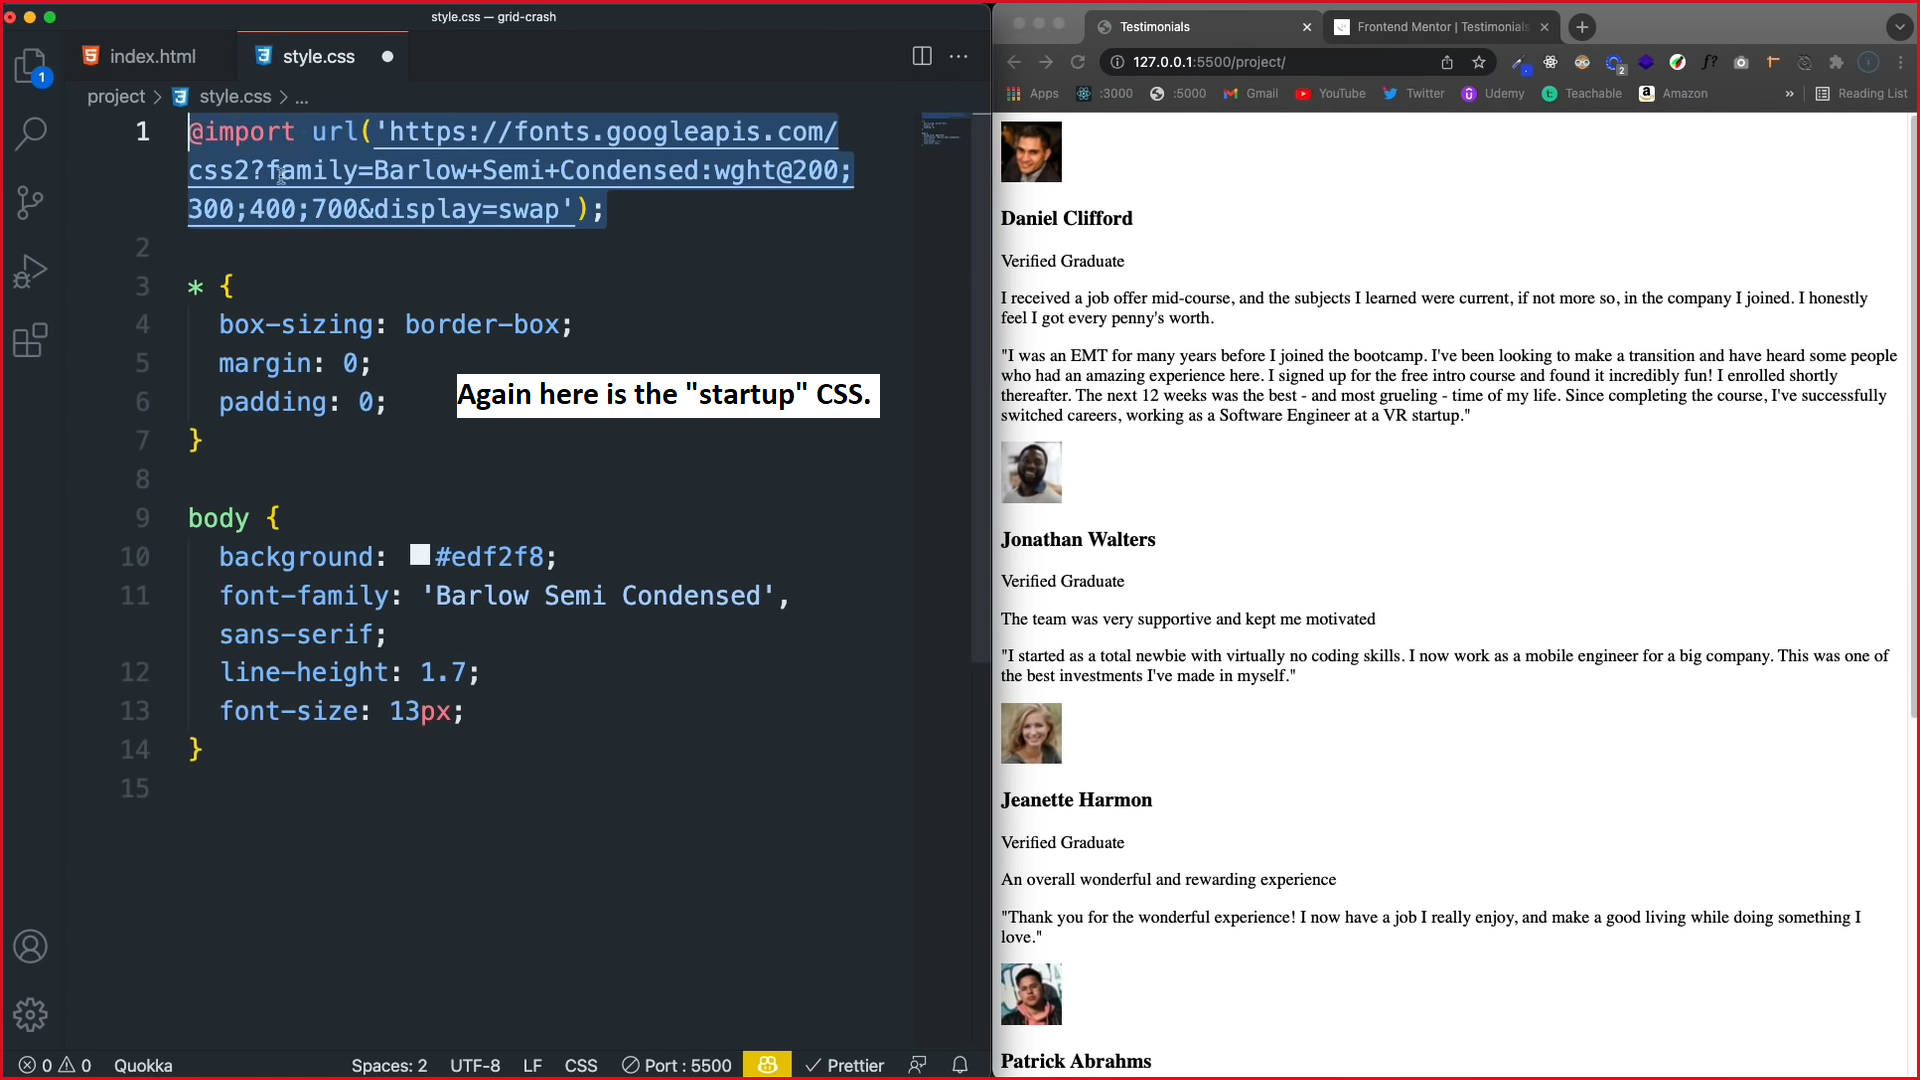 style.css — grid-crash
index.html
style.css
1
project > style.css > ...
1 @import url('https://fonts.googleapis.com/
css2?family=Barlow+Semi+Condensed:wght@200;
300;400;700&display=swap');
2
3 * {
4 box-sizing: border-box;
5 margin: 0;
6 padding: 0;
7 }
8
9 body {
10 background: #edf2f8;
11 font-family: 'Barlow Semi Condensed',
sans-serif;
12 line-height: 1.7;
13 font-size: 13px;
14 }
15
Again here is the "startup" CSS.
0 0 Quokka Spaces: 2 UTF-8 LF CSS Port : 5500 Prettier
Testimonials
Frontend Mentor | Testimonials
127.0.0.1:5500/project/
f? 2
Apps :3000 :5000 Gmail YouTube Twitter Udemy Teachable Amazon » Reading List
Daniel Clifford
Verified Graduate
I received a job offer mid-course, and the subjects I learned were current, if not more so, in the company I joined. I honestly
feel I got every penny's worth.
"I was an EMT for many years before I joined the bootcamp. I've been looking to make a transition and have heard some people
who had an amazing experience here. I signed up for the free intro course and found it incredibly fun! I enrolled shortly
thereafter. The next 12 weeks was the best - and most grueling - time of my life. Since completing the course, I've successfully
switched careers, working as a Software Engineer at a VR startup."
Jonathan Walters
Verified Graduate
The team was very supportive and kept me motivated
"I started as a total newbie with virtually no coding skills. I now work as a mobile engineer for a big company. This was one of
the best investments I've made in myself."
Jeanette Harmon
Verified Graduate
An overall wonderful and rewarding experience
"Thank you for the wonderful experience! I now have a job I really enjoy, and make a good living while doing something I
love."
Patrick Abrahms